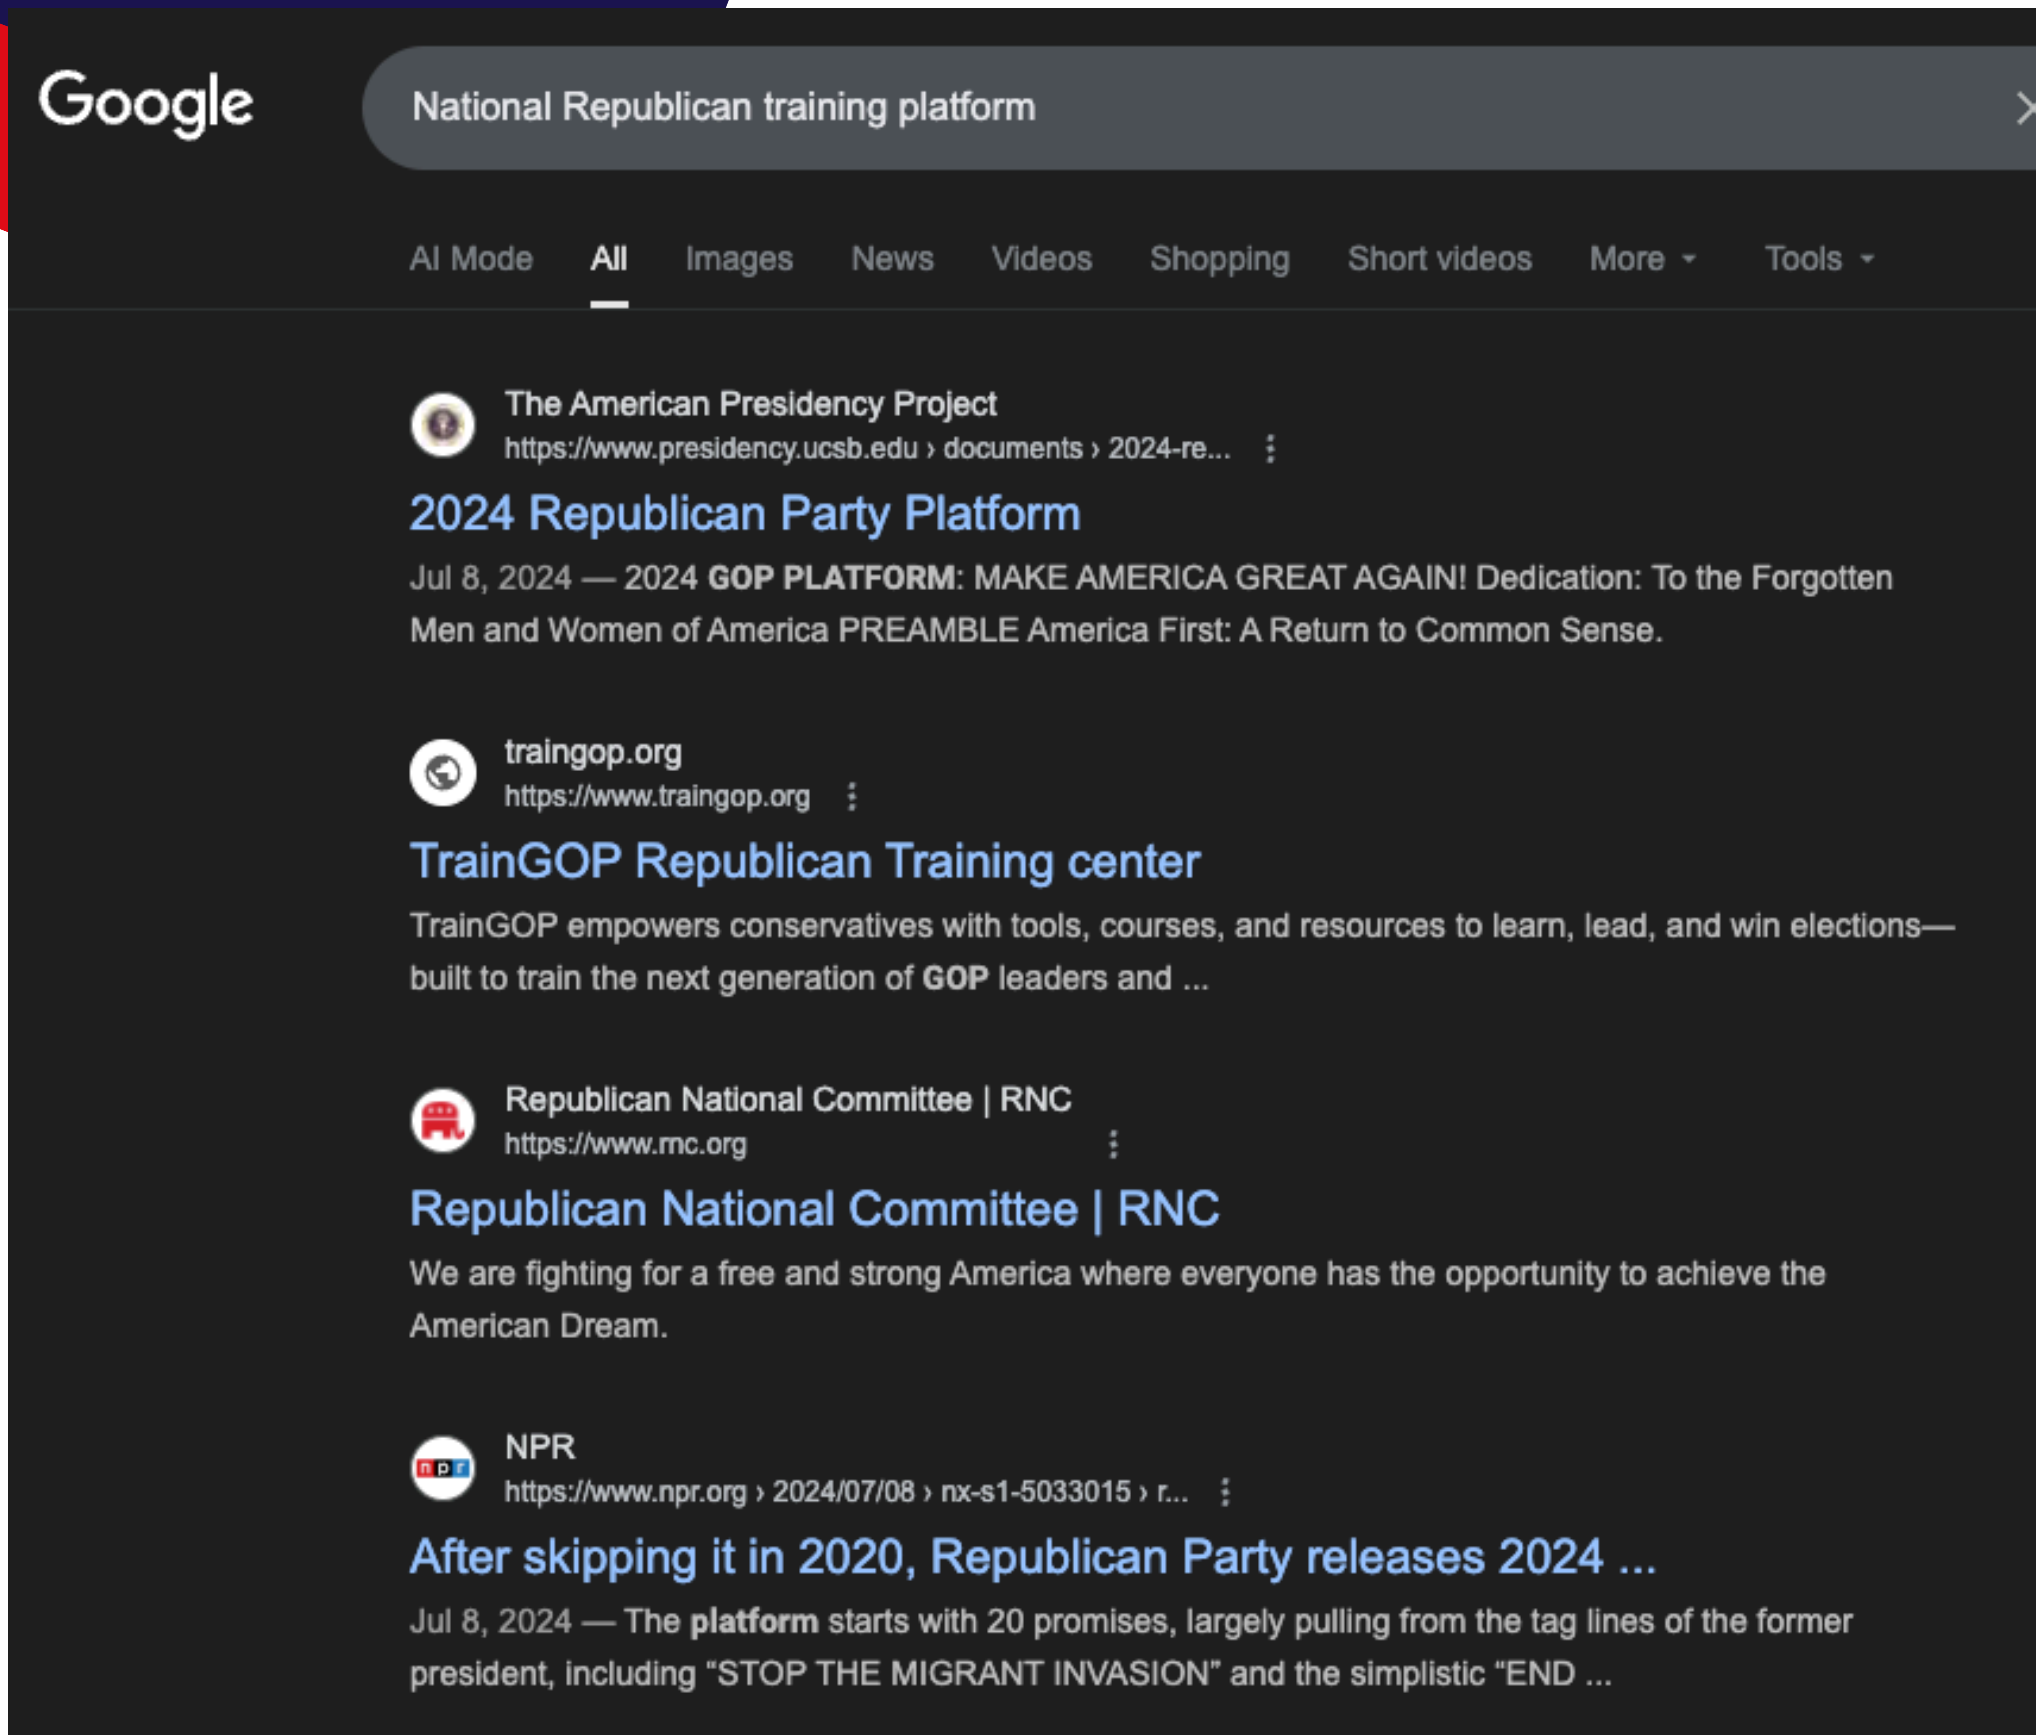 Google
National Republican training platform
AI Mode All Images News Videos Shopping Short videos More Tools
The American Presidency Project
https://www.presidency.ucsb.edu › documents › 2024-re...
2024 Republican Party Platform
Jul 8, 2024 — 2024 GOP PLATFORM: MAKE AMERICA GREAT AGAIN! Dedication: To the Forgotten
Men and Women of America PREAMBLE America First: A Return to Common Sense.
traingop.org
https://www.traingop.org
TrainGOP Republican Training center
TrainGOP empowers conservatives with tools, courses, and resources to learn, lead, and win elections—
built to train the next generation of GOP leaders and ...
Republican National Committee | RNC
https://www.rnc.org
Republican National Committee | RNC
We are fighting for a free and strong America where everyone has the opportunity to achieve the
American Dream.
npr
NPR
https://www.npr.org › 2024/07/08 › nx-s1-5033015 › r...
After skipping it in 2020, Republican Party releases 2024 ...
Jul 8, 2024 — The platform starts with 20 promises, largely pulling from the tag lines of the former
president, including “STOP THE MIGRANT INVASION” and the simplistic “END ...